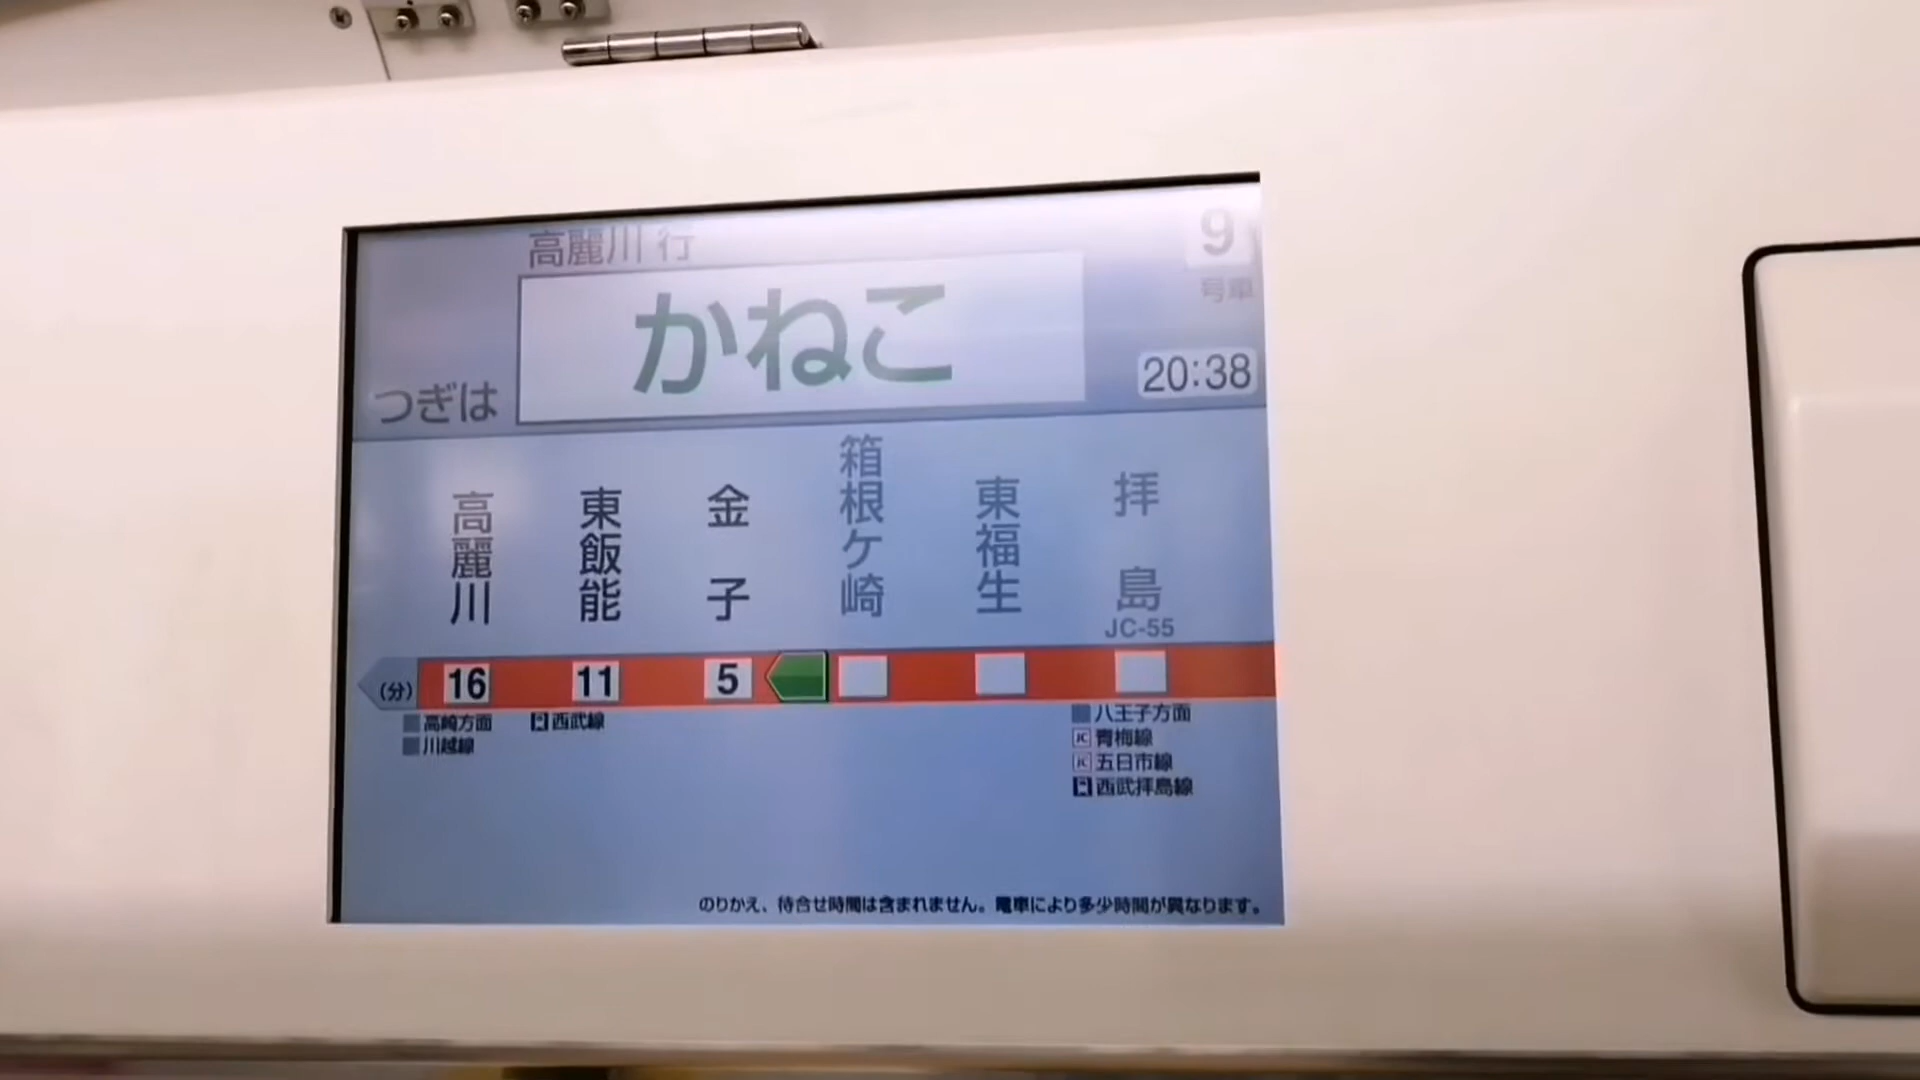 高麗川 行
9
号車
つぎは
かねこ
20:38
高麗川
東飯能
金子
箱根ケ崎
東福生
拝島
JC-55
(分)
16
11
5
高崎方面
川越線
西武線
八王子方面
JC 青梅線
JC 五日市線
西武拝島線
のりかえ、待合せ時間は含まれません。電車により多少時間が異なります。